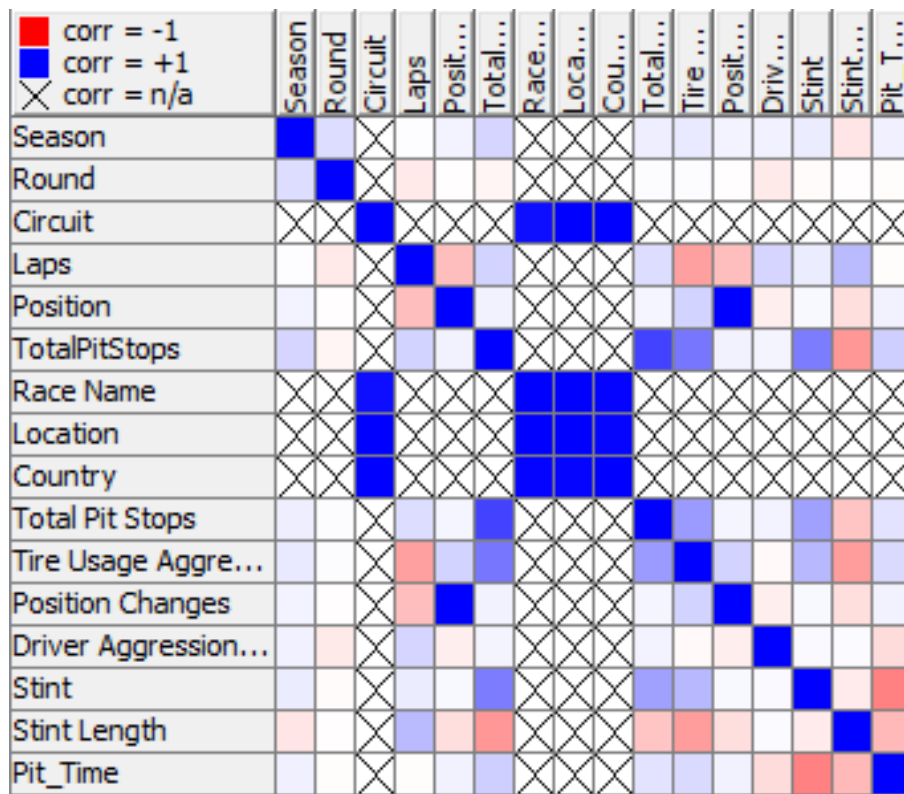 corr = -1
corr = +1
corr = n/a
Season
Round
Circuit
Laps
Posit...
Total...
Race...
Loca...
Cou...
Total...
Tire ...
Posit...
Driv...
Stint
Stint...
Pit_T...
Season
Round
Circuit
Laps
Position
TotalPitStops
Race Name
Location
Country
Total Pit Stops
Tire Usage Aggre...
Position Changes
Driver Aggression...
Stint
Stint Length
Pit_Time